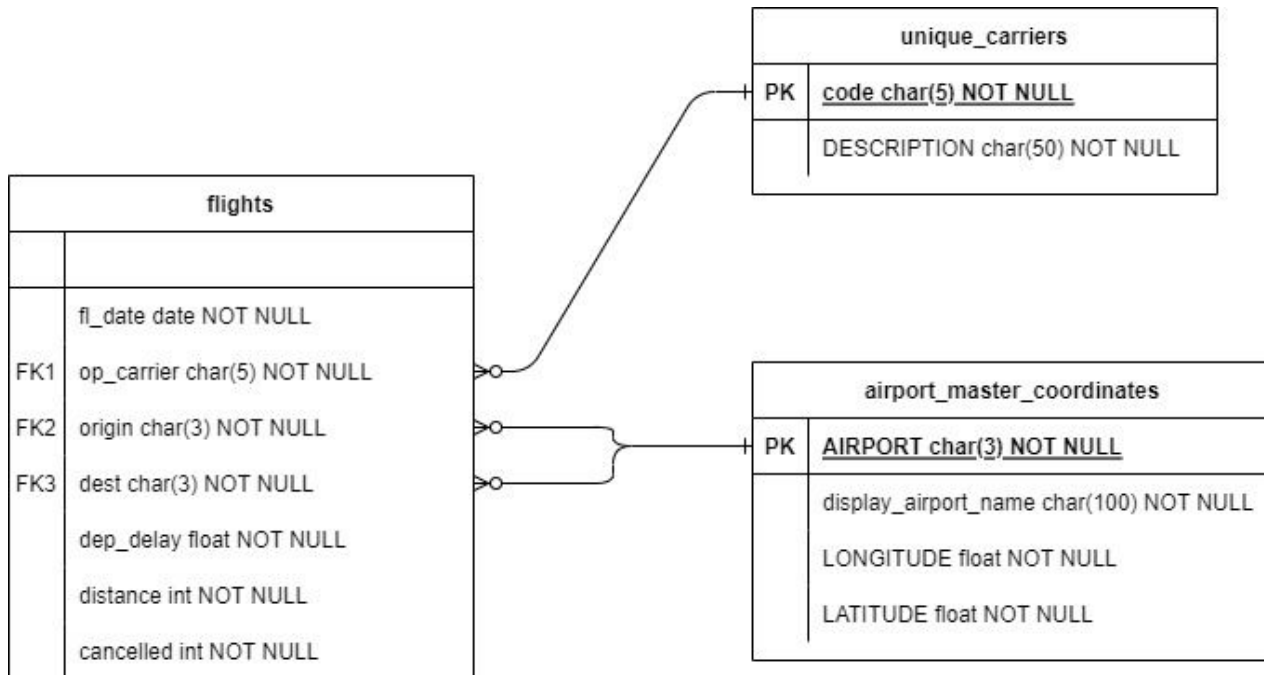 unique_carriers
PK code char(5) NOT NULL
DESCRIPTION char(50) NOT NULL
flights
fl_date date NOT NULL
FK1 op_carrier char(5) NOT NULL
FK2 origin char(3) NOT NULL
FK3 dest char(3) NOT NULL
dep_delay float NOT NULL
distance int NOT NULL
cancelled int NOT NULL
airport_master_coordinates
PK AIRPORT char(3) NOT NULL
display_airport_name char(100) NOT NULL
LONGITUDE float NOT NULL
LATITUDE float NOT NULL